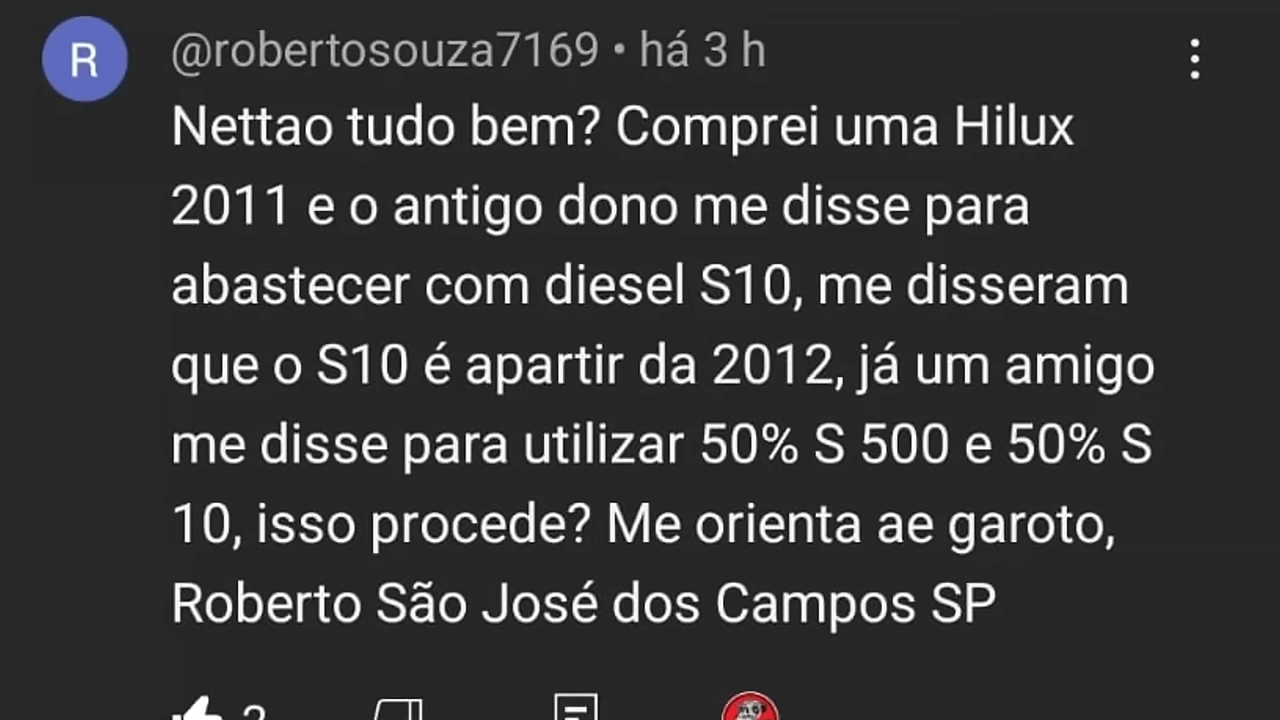 R
@robertosouza7169 • há 3 h
Nettao tudo bem? Comprei uma Hilux
2011 e o antigo dono me disse para
abastecer com diesel S10, me disseram
que o S10 é apartir da 2012, já um amigo
me disse para utilizar 50% S 500 e 50% S
10, isso procede? Me orienta ae garoto,
Roberto São José dos Campos SP
2